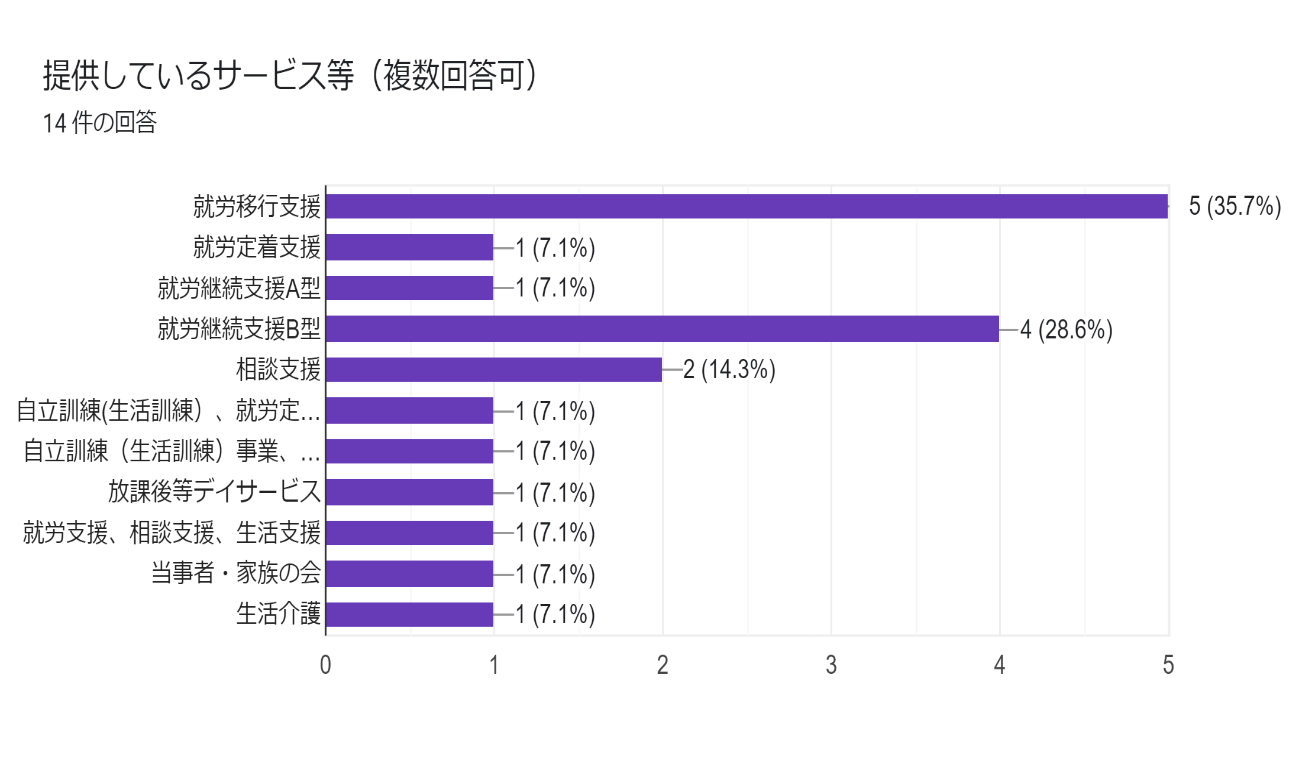 提供しているサービス等（複数回答可）
14 件の回答
就労移行支援
5 (35.7%)
就労定着支援
1 (7.1%)
就労継続支援A型
1 (7.1%)
就労継続支援B型
4 (28.6%)
相談支援
2 (14.3%)
自立訓練(生活訓練）、就労定…
1 (7.1%)
自立訓練（生活訓練）事業、…
1 (7.1%)
放課後等デイサービス
1 (7.1%)
就労支援、相談支援、生活支援
1 (7.1%)
当事者・家族の会
1 (7.1%)
生活介護
1 (7.1%)
0 1 2 3 4 5